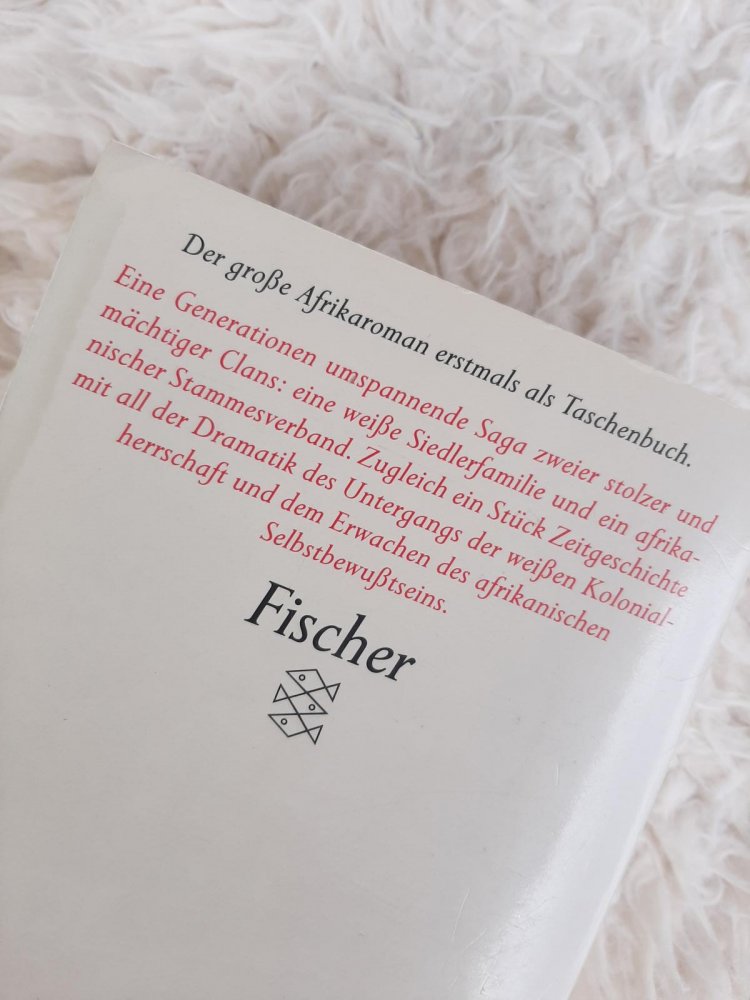 Der große Afrikaroman erstmals als Taschenbuch.
Eine Generationen umspannende Saga zweier stolzer und
mächtiger Clans: eine weiße Siedlerfamilie und ein afrika-
nischer Stammesverband. Zugleich ein Stück Zeitgeschichte
mit all der Dramatik des Untergangs der weißen Kolonial-
herrschaft und dem Erwachen des afrikanischen
Selbstbewußtseins.
Fischer